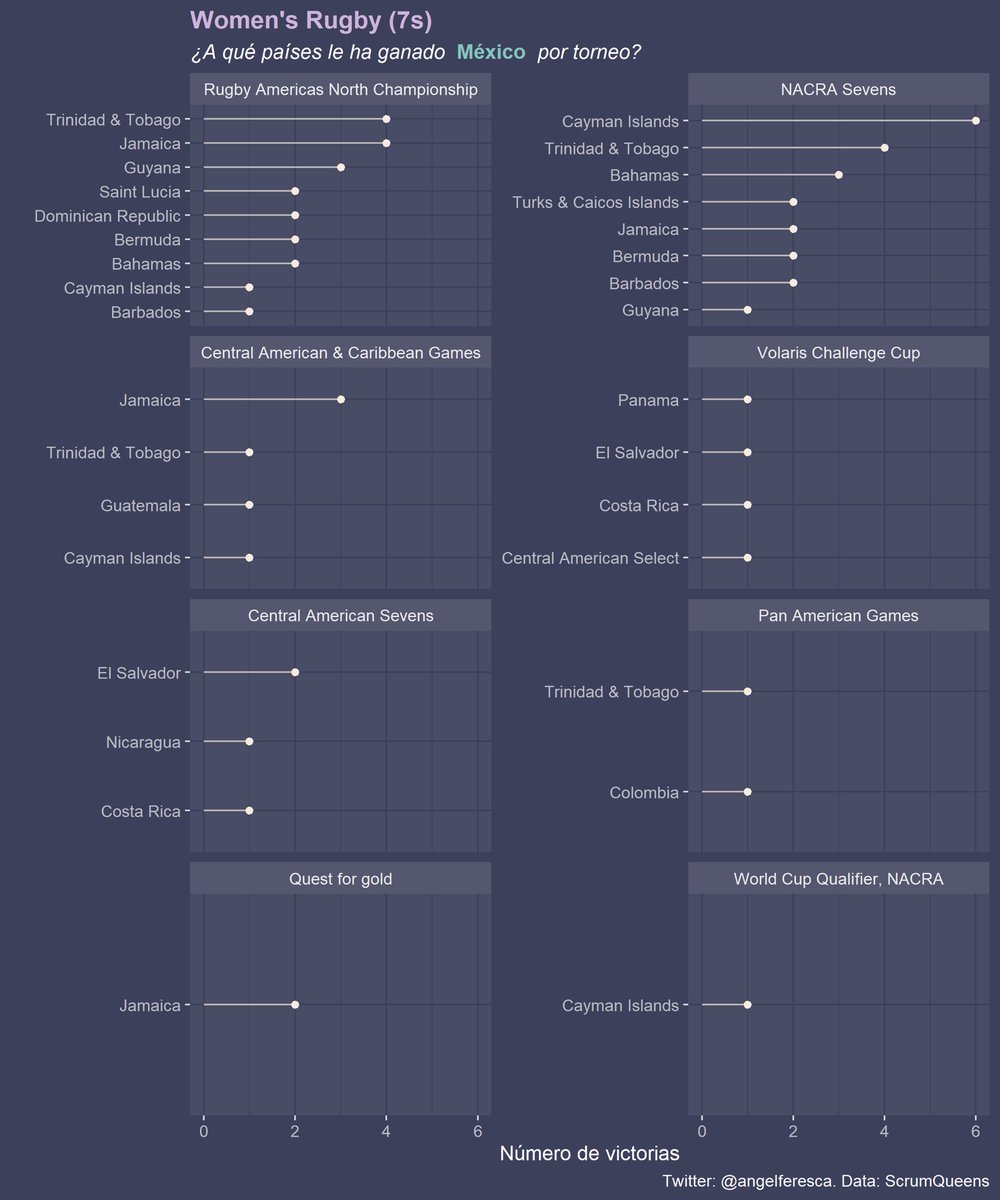 Women's Rugby (7s)
¿A qué países le ha ganado México por torneo?
Rugby Americas North Championship
Trinidad & Tobago
Jamaica
Guyana
Saint Lucia
Dominican Republic
Bermuda
Bahamas
Cayman Islands
Barbados
NACRA Sevens
Cayman Islands
Trinidad & Tobago
Bahamas
Turks & Caicos Islands
Jamaica
Bermuda
Barbados
Guyana
Central American & Caribbean Games
Jamaica
Trinidad & Tobago
Guatemala
Cayman Islands
Volaris Challenge Cup
Panama
El Salvador
Costa Rica
Central American Select
Central American Sevens
El Salvador
Nicaragua
Costa Rica
Pan American Games
Trinidad & Tobago
Colombia
Quest for gold
Jamaica
World Cup Qualifier, NACRA
Cayman Islands
0 2 4 6
0 2 4 6
Número de victorias
Twitter: @angelferesca. Data: ScrumQueens